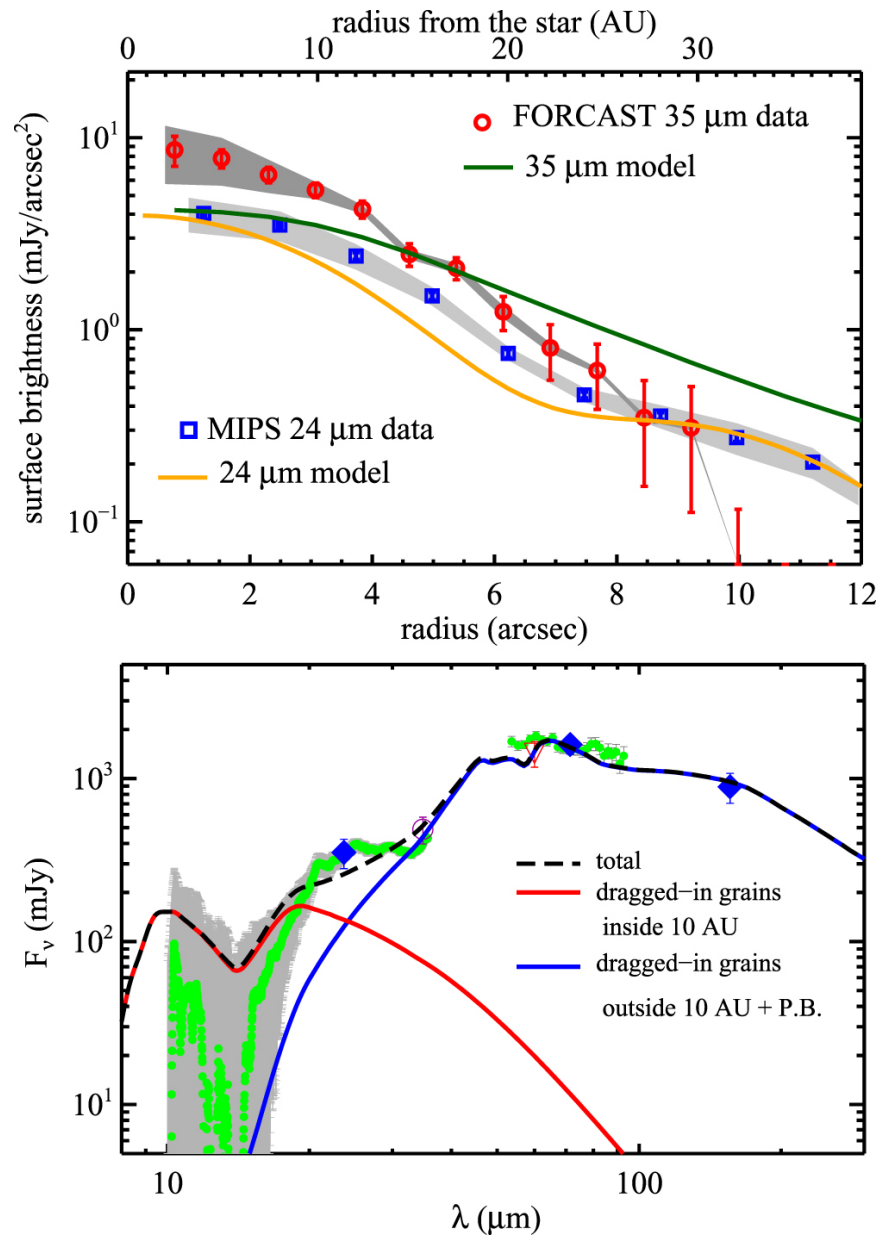 radius from the star (AU)
0 10 20 30
surface brightness (mJy/arcsec²)
10¹
10⁰
10⁻¹
FORCAST 35 μm data
35 μm model
MIPS 24 μm data
24 μm model
0 2 4 6 8 10 12
radius (arcsec)
Fν (mJy)
10³
10²
10¹
total
dragged−in grains
inside 10 AU
dragged−in grains
outside 10 AU + P.B.
10 100
λ (μm)